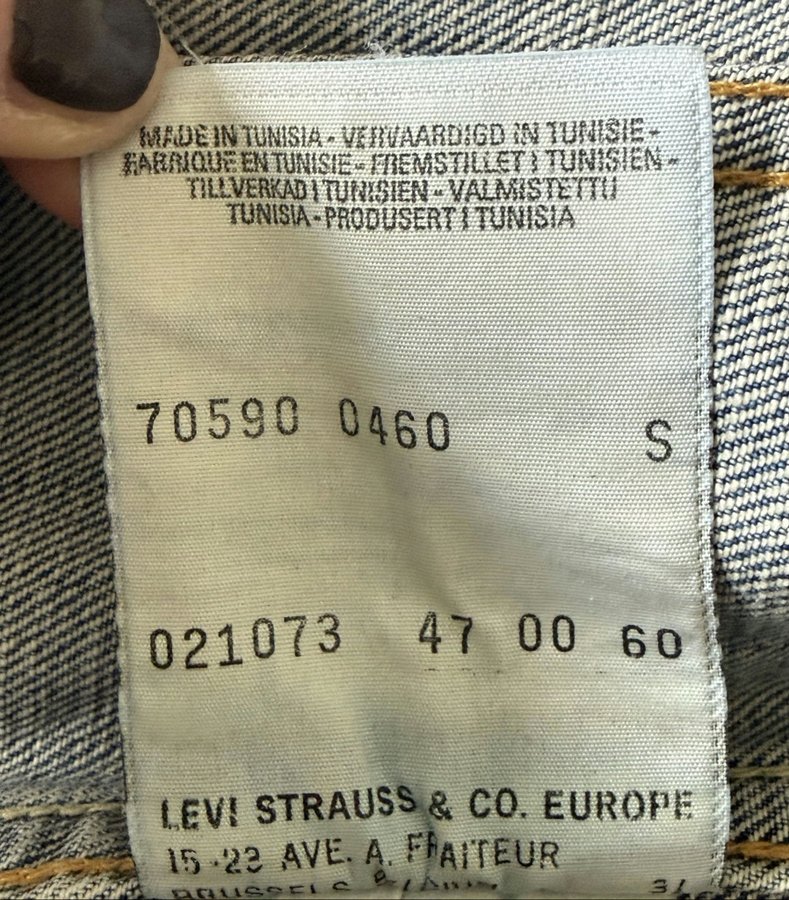 MADE IN TUNISIA - VERVAARDIGD IN TUNISIE -
FABRIQUE EN TUNISIE - FREMSTILLET I TUNISIEN -
TILLVERKAD I TUNISIEN - VALMISTETTU
TUNISIA - PRODUSERT I TUNISIA
70590 0460 S
021073 47 00 60
LEVI STRAUSS & CO. EUROPE
15-23 AVE. A. FRAITEUR
BRUSSELS